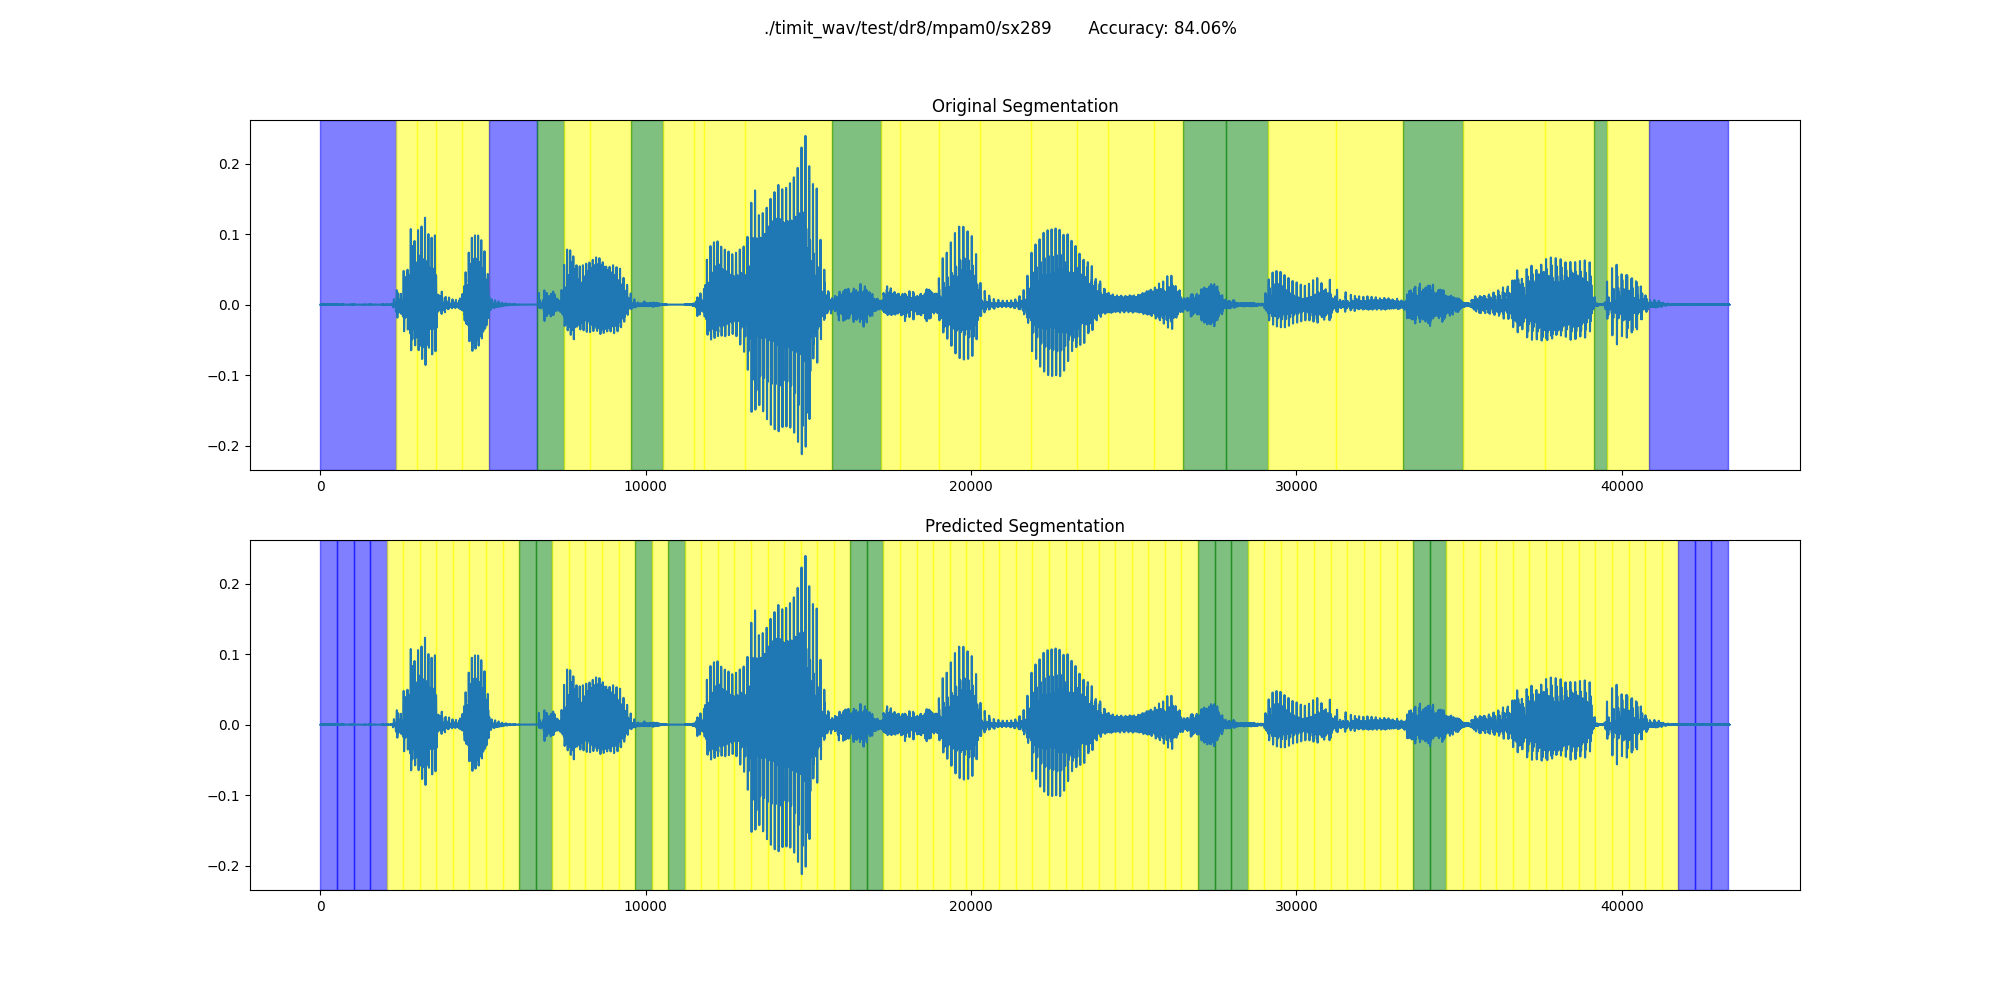 ./timit_wav/test/dr8/mpam0/sx289 Accuracy: 84.06%
Original Segmentation
0.2
0.1
0.0
−0.1
−0.2
0 10000 20000 30000 40000
Predicted Segmentation
0.2
0.1
0.0
−0.1
−0.2
0 10000 20000 30000 40000